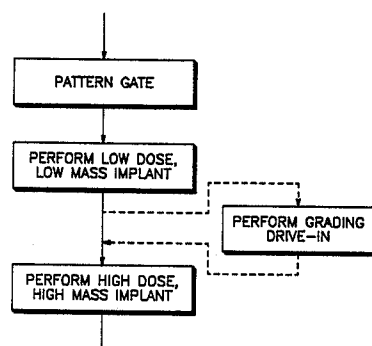 PATTERN GATE
PERFORM LOW DOSE,
LOW MASS IMPLANT
PERFORM GRADING
DRIVE-IN
PERFORM HIGH DOSE,
HIGH MASS IMPLANT